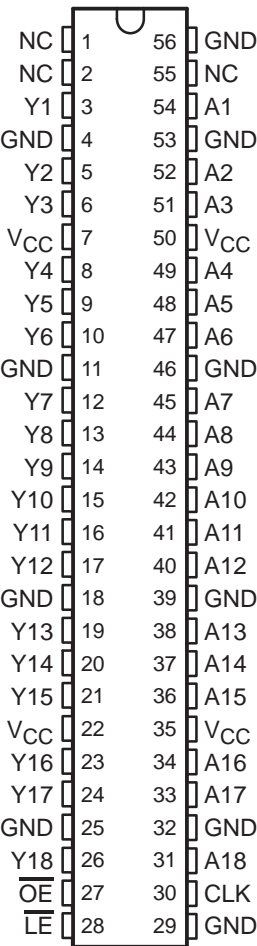 NC 1 56 GND
NC 2 55 NC
Y1 3 54 A1
GND 4 53 GND
Y2 5 52 A2
Y3 6 51 A3
VCC 7 50 VCC
Y4 8 49 A4
Y5 9 48 A5
Y6 10 47 A6
GND 11 46 GND
Y7 12 45 A7
Y8 13 44 A8
Y9 14 43 A9
Y10 15 42 A10
Y11 16 41 A11
Y12 17 40 A12
GND 18 39 GND
Y13 19 38 A13
Y14 20 37 A14
Y15 21 36 A15
VCC 22 35 VCC
Y16 23 34 A16
Y17 24 33 A17
GND 25 32 GND
Y18 26 31 A18
O̅E̅ 27 30 CLK
L̅E̅ 28 29 GND